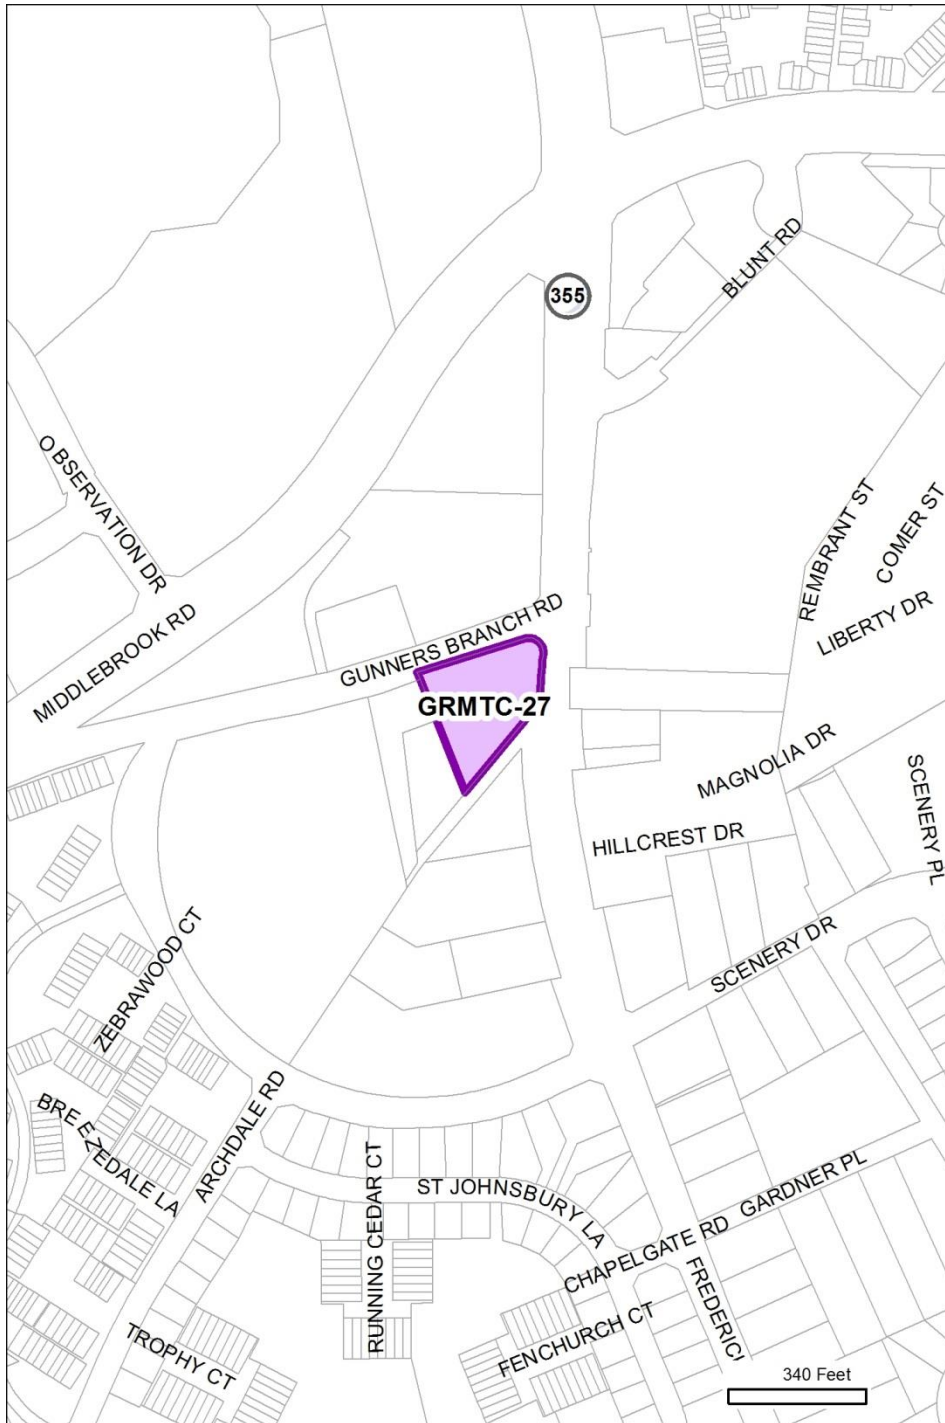 BLUNT RD
355
OBSERVATION DR
REMBRANT ST
COMER ST
LIBERTY DR
MIDDLEBROOK RD
GUNNERS BRANCH RD
GRMTC-27
MAGNOLIA DR
SCENERY PL
HILLCREST DR
SCENERY DR
ZEBRAWOOD CT
BREEZEDALE LA
ARCHDALE RD
RUNNING CEDAR CT
ST JOHNSBURY LA
GARDNER PL
CHAPELGATE RD
FREDERIC
FENCHURCH CT
TROPHY CT
340 Feet